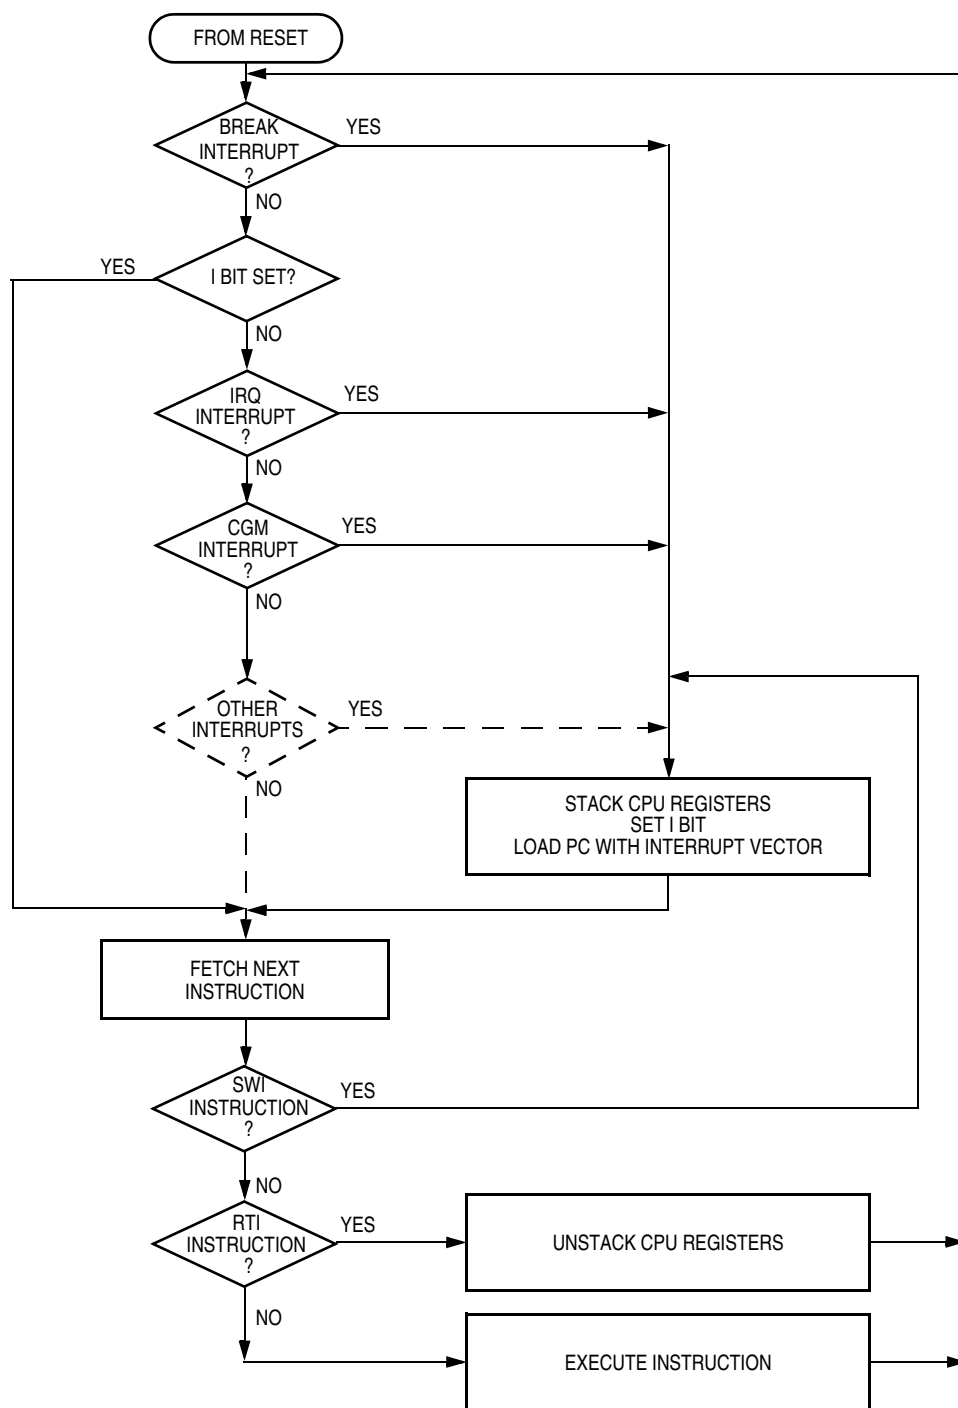 FROM RESET
BREAK
INTERRUPT
?
YES
NO
YES
I BIT SET?
NO
IRQ
INTERRUPT
?
YES
NO
CGM
INTERRUPT
?
YES
NO
OTHER
INTERRUPTS
?
YES
NO
STACK CPU REGISTERS
SET I BIT
LOAD PC WITH INTERRUPT VECTOR
FETCH NEXT
INSTRUCTION
SWI
INSTRUCTION
?
YES
NO
RTI
INSTRUCTION
?
YES
UNSTACK CPU REGISTERS
NO
EXECUTE INSTRUCTION